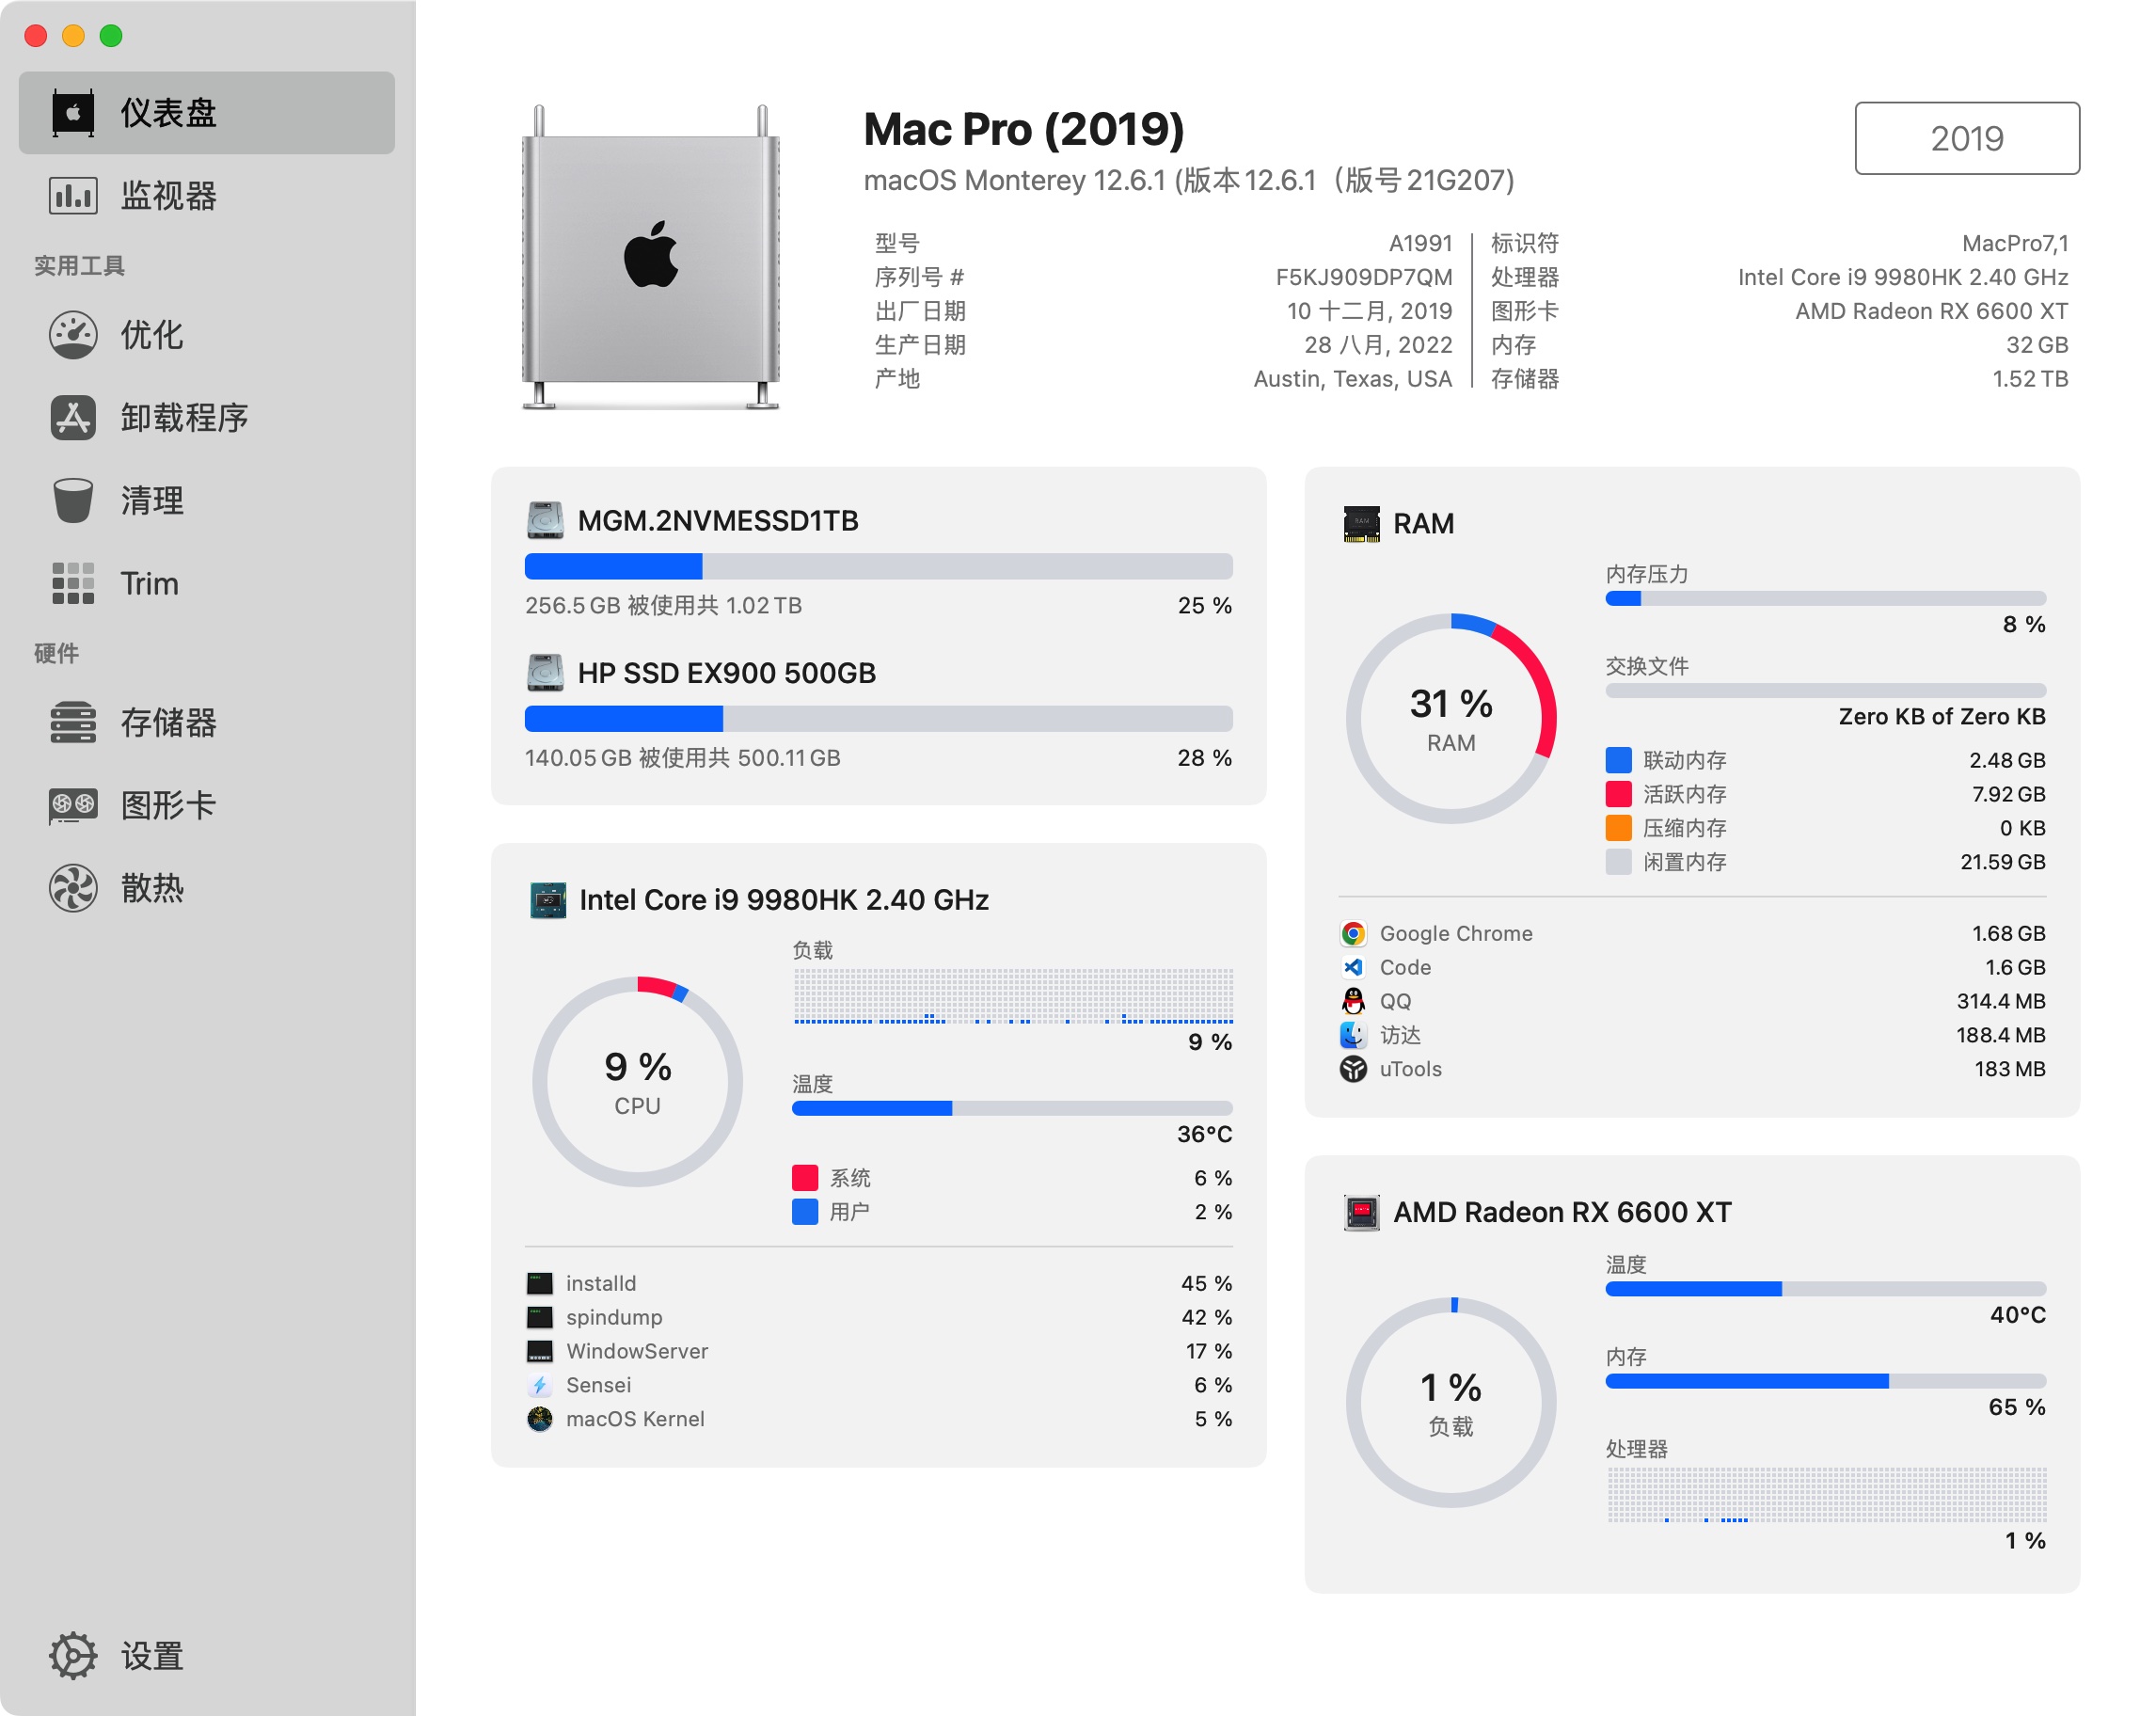 仪表盘
监视器
实用工具
优化
卸载程序
清理
Trim
硬件
存储器
图形卡
散热
设置
Mac Pro (2019)
macOS Monterey 12.6.1 (版本12.6.1（版号21G207)
2019
型号 A1991
序列号 # F5KJ909DP7QM
出厂日期 10 十二月, 2019
生产日期 28 八月, 2022
产地 Austin, Texas, USA
标识符 MacPro7,1
处理器 Intel Core i9 9980HK 2.40 GHz
图形卡 AMD Radeon RX 6600 XT
内存 32 GB
存储器 1.52 TB
MGM.2NVMESSD1TB
256.5 GB 被使用共 1.02 TB 25 %
HP SSD EX900 500GB
140.05 GB 被使用共 500.11 GB 28 %
Intel Core i9 9980HK 2.40 GHz
9 %
CPU
负载
9 %
温度
36°C
系统 6 %
用户 2 %
installd 45 %
spindump 42 %
WindowServer 17 %
Sensei 6 %
macOS Kernel 5 %
RAM
31 %
RAM
内存压力
8 %
交换文件
Zero KB of Zero KB
联动内存 2.48 GB
活跃内存 7.92 GB
压缩内存 0 KB
闲置内存 21.59 GB
Google Chrome 1.68 GB
Code 1.6 GB
QQ 314.4 MB
访达 188.4 MB
uTools 183 MB
AMD Radeon RX 6600 XT
1 %
负载
温度
40°C
内存
65 %
处理器
1 %